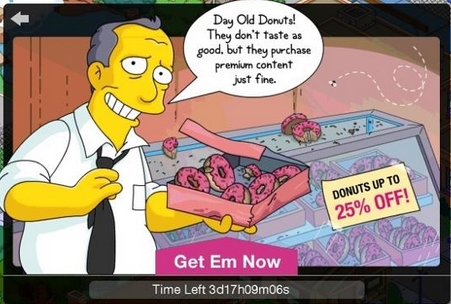 Day Old Donuts!
They don't taste as
good, but they purchase
premium content
just fine.
DONUTS UP TO
25% OFF!
Get Em Now
Time Left 3d17h09m06s